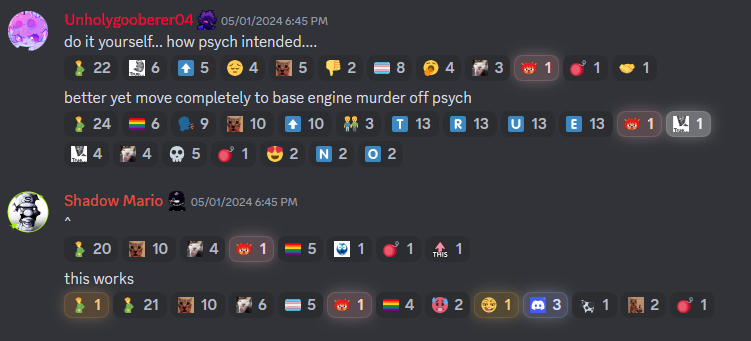 Unholygooberer04 05/01/2024 6:45 PM
do it yourself... how psych intended....
22 6 5 4 5 2 8 4 3 1 1 1
better yet move completely to base engine murder off psych
24 6 9 10 10 3 T 13 R 13 U 13 E 13 1 1
4 4 5 1 2 N 2 O 2
Shadow Mario 05/01/2024 6:45 PM
^
20 10 4 1 5 1 1 THIS 1
this works
1 21 10 6 5 1 4 2 1 3 1 2 1